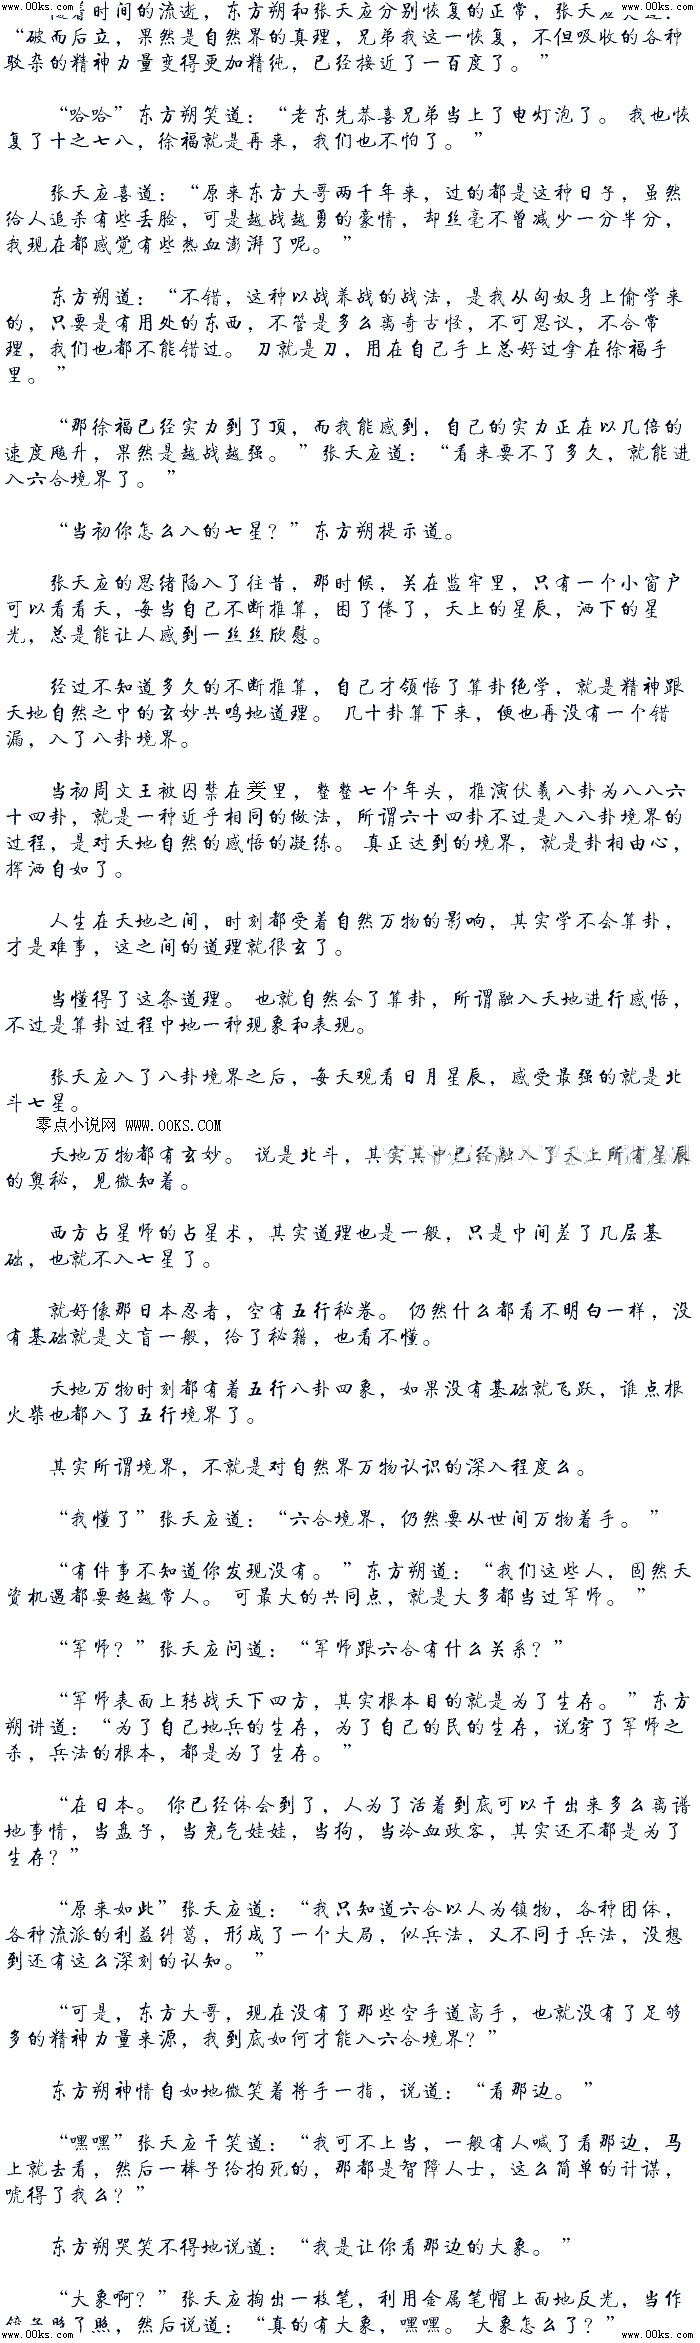 www.00ks.com www.00ks.com
随着时间的流逝，东方朔和张天应分别恢复的正常，张天应笑道：
“破而后立，果然是自然界的真理，兄弟我这一恢复，不但吸收的各种
驳杂的精神力量变得更加精纯，已经接近了一百度了。”
“哈哈”东方朔笑道：“老东先恭喜兄弟当上了电灯泡了。 我也恢
复了十之七八，徐福就是再来，我们也不怕了。”
张天应喜道：“原来东方大哥两千年来，过的都是这种日子，虽然
给人追杀有些丢脸，可是越战越勇的豪情，却丝毫不曾减少一分半分，
我现在都感觉有些热血澎湃了呢。”
东方朔道：“不错，这种以战养战的战法，是我从匈奴身上偷学来
的，只要是有用处的东西，不管是多么离奇古怪，不可思议，不合常
理，我们也都不能错过。 刀就是刀，用在自己手上总好过拿在徐福手
里。”
“那徐福已经实力到了顶，而我能感到，自己的实力正在以几倍的
速度飚升，果然是越战越强。”张天应道：“看来要不了多久，就能进
入六合境界了。”
“当初你怎么入的七星？”东方朔提示道。
张天应的思绪陷入了往昔，那时候，关在监牢里，只有一个小窗户
可以看看天，每当自己不断推算，困了倦了，天上的星辰，洒下的星
光，总是能让人感到一丝丝欣慰。
经过不知道多久的不断推算，自己才领悟了算卦绝学，就是精神跟
天地自然之中的玄妙共鸣地道理。 几十卦算下来，便也再没有一个错
漏，入了八卦境界。
当初周文王被囚禁在里，整整七个年头，推演伏羲八卦为八八六
十四卦，就是一种近乎相同的做法，所谓六十四卦不过是入八卦境界的
过程，是对天地自然的感悟的凝练。 真正达到的境界，就是卦相由心，
挥洒自如了。
人生在天地之间，时刻都受着自然万物的影响，其实学不会算卦，
才是难事，这之间的道理就很玄了。
当懂得了这条道理。 也就自然会了算卦，所谓融入天地进行感悟，
不过是算卦过程中地一种现象和表现。
张天应入了八卦境界之后，每天观看日月星辰，感受最强的就是北
斗七星。
零点小说网 www.00KS.com
天地万物都有玄妙。 说是北斗，其实其中已经融入了天上所有星辰
的奥秘，见微知着。
西方占星师的占星术，其实道理也是一般，只是中间差了几层基
础，也就不入七星了。
就好像那日本忍者，空有五行秘卷。 仍然什么都看不明白一样，没
有基础就是文盲一般，给了秘籍，也看不懂。
天地万物时刻都有着五行八卦四象，如果没有基础就飞跃，谁点根
火柴也都入了五行境界了。
其实所谓境界，不就是对自然界万物认识的深入程度么。
“我懂了”张天应道：“六合境界，仍然要从世间万物着手。”
“有件事不知道你发现没有。”东方朔道：“我们这些人，固然天
资机遇都要超越常人。 可最大的共同点，就是大多都当过军师。”
“军师？”张天应问道：“军师跟六合有什么关系？”
“军师表面上转战天下四方，其实根本目的就是为了生存。”东方
朔讲道：“为了自己地兵的生存，为了自己的民的生存，说穿了军师之
杀，兵法的根本，都是为了生存。”
“在日本。 你已经体会到了，人为了活着到底可以干出来多么离谱
地事情，当盘子，当充气娃娃，当狗，当冷血政客，其实还不都是为了
生存？”
“原来如此”张天应道：“我只知道六合以人为镇物，各种团体，
各种流派的利益纠葛，形成了一个大局，似兵法，又不同于兵法，没想
到还有这么深刻的认知。”
“可是，东方大哥，现在没有了那些空手道高手，也就没有了足够
多的精神力量来源，我到底如何才能入六合境界？”
东方朔神情自如地微笑着将手一指，说道：“看那边。”
“嘿嘿”张天应干笑道：“我可不上当，一般有人喊了看那边，马
上就去看，然后一棒子给拍死的，那都是智障人士，这么简单的计谋，
唬得了我么？”
东方朔哭笑不得地说道：“我是让你看那边的大象。”
“大象啊？”张天应掏出一枝笔，利用金属笔帽上面地反光，当作
镜子照了照，然后说道：“真的有大象，嘿嘿。 大象怎么了？”
www.00ks.com www.00ks.com